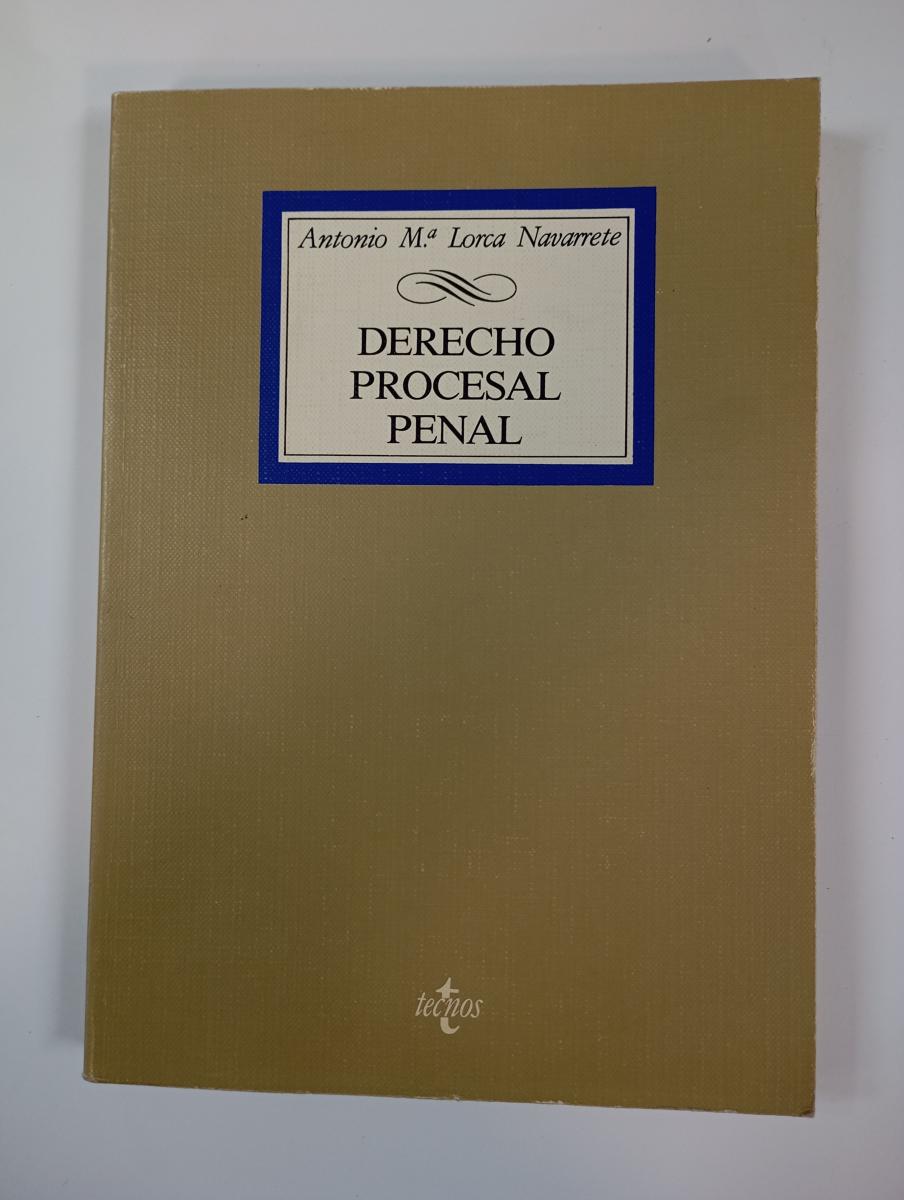 Antonio M.ª Lorca Navarrete
DERECHO
PROCESAL
PENAL
tecnos